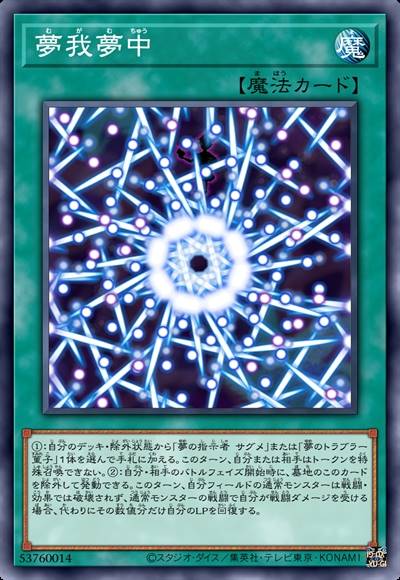 夢我夢中
む が む ちゅう
魔
【魔法カード】
ま ほう
①:自分のデッキ・除外状態から「夢の指示者 サグメ」または「夢のトラブラー
菫子」1体を選んで手札に加える。このターン、自分または相手はトークンを特
殊召喚できない。②:自分・相手のバトルフェイズ開始時に、墓地のこのカード
を除外して発動できる。このターン、自分フィールドの通常モンスターは戦闘・
効果では破壊されず、通常モンスターの戦闘で自分が戦闘ダメージを受ける
場合、代わりにその数値分だけ自分のLPを回復する。
53760014
©スタジオ・ダイス/集英社・テレビ東京・KONAMI